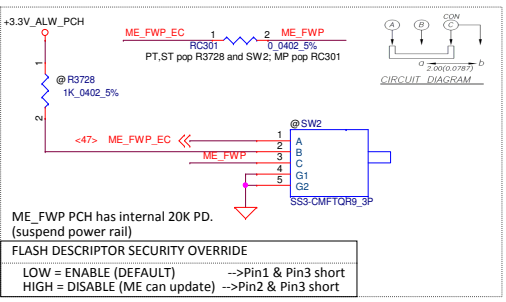 +3.3V_ALW_PCH
ME_FWP_EC 1 2 ME_FWP
RC301 0_0402_5%
PT,ST pop R3728 and SW2; MP pop RC301
CON
A B C
a b
2.00(0.0787)
CIRCUIT DIAGRAM
1
@R3728
1K_0402_5%
2
@SW2
<47> ME_FWP_EC 1 A
2 B
ME_FWP 3 C
4 G1
5 G2
SS3-CMFTQR9_3P
ME_FWP PCH has internal 20K PD.
(suspend power rail)
FLASH DESCRIPTOR SECURITY OVERRIDE
LOW = ENABLE (DEFAULT) -->Pin1 & Pin3 short
HIGH = DISABLE (ME can update) -->Pin2 & Pin3 short